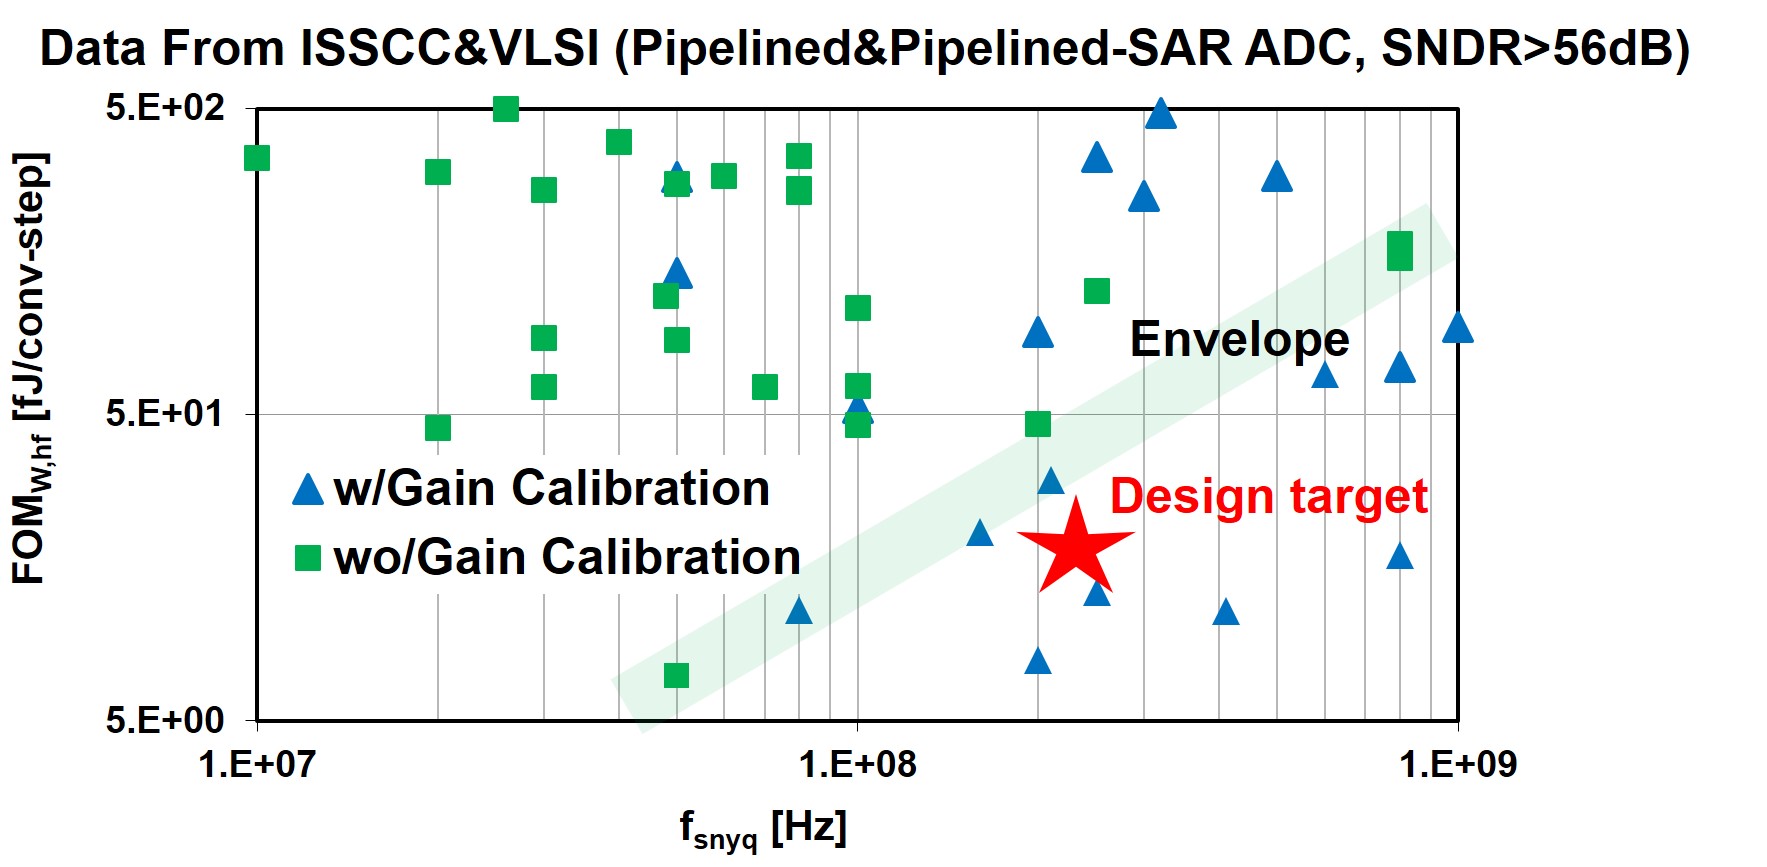 Data From ISSCC&VLSI (Pipelined&Pipelined-SAR ADC, SNDR>56dB)
5.E+02
5.E+01
5.E+00
FOMW,hf [fJ/conv-step]
Envelope
w/Gain Calibration
Design target
wo/Gain Calibration
1.E+07
1.E+08
1.E+09
fsnyq [Hz]